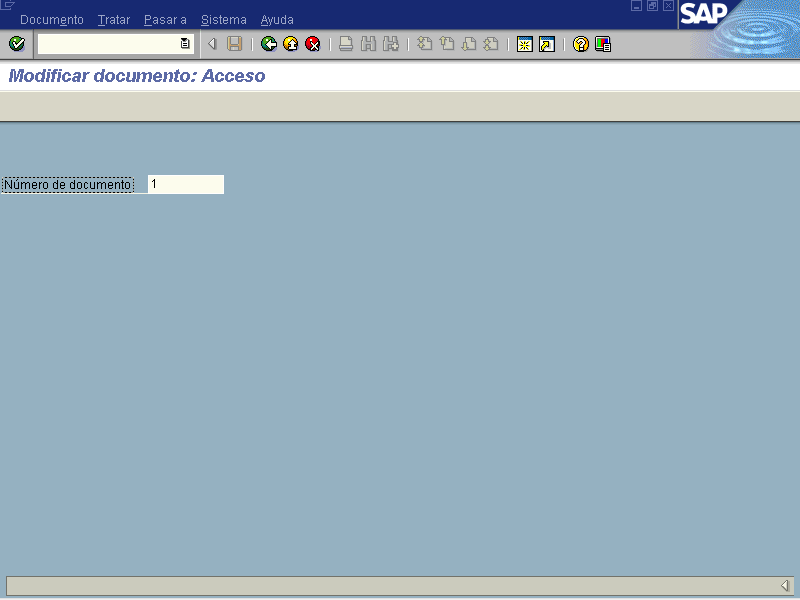 Documento Tratar Pasar a Sistema Ayuda
SAP
Modificar documento: Acceso
Número de documento 1